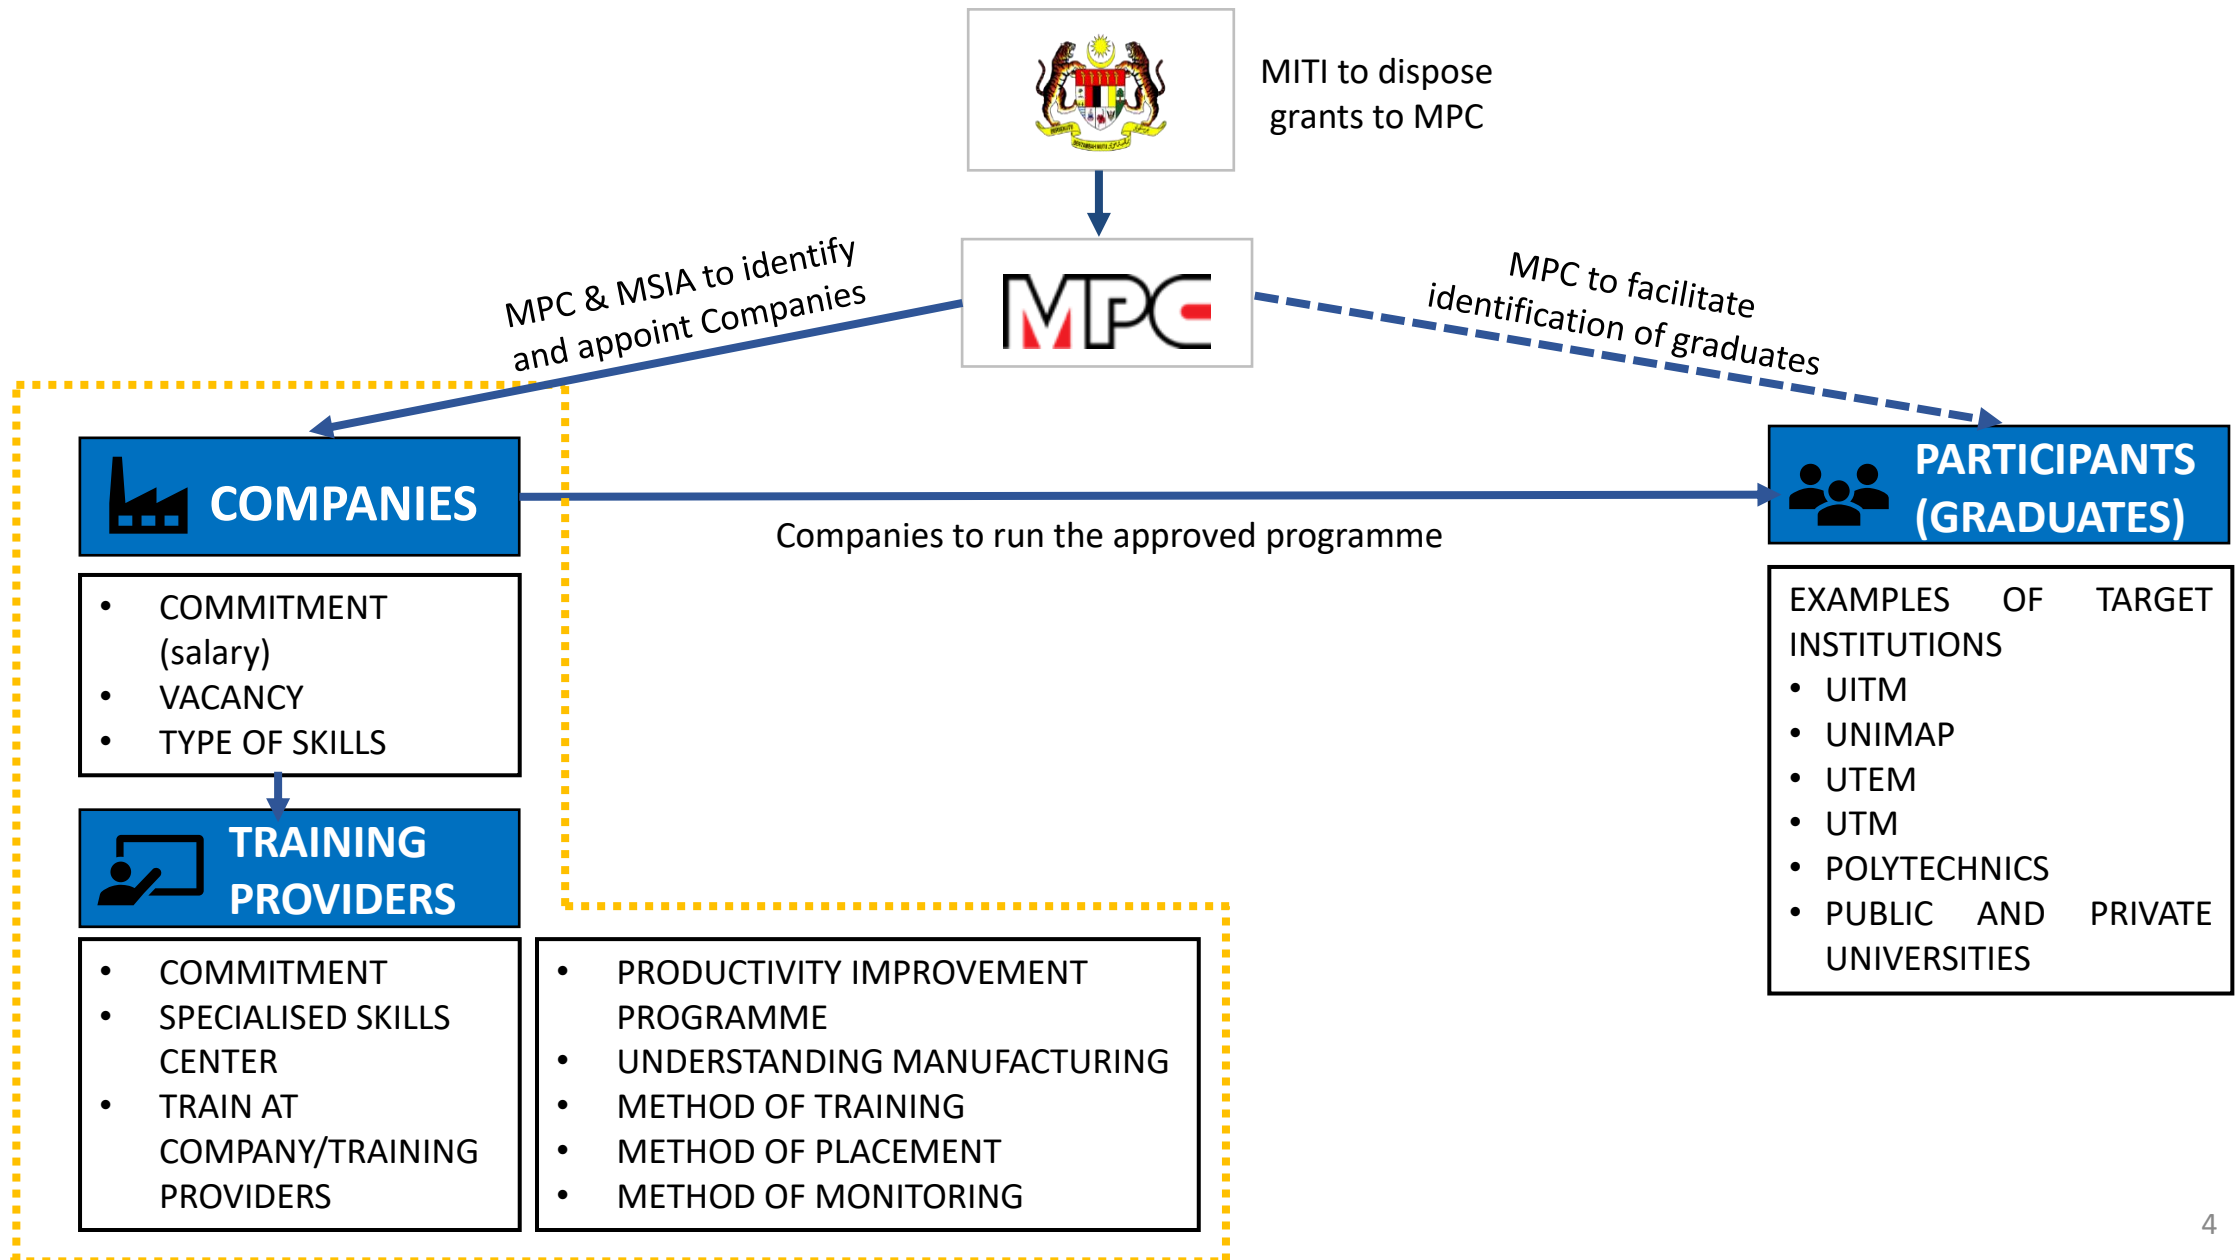 MITI to dispose
grants to MPC
MPC
MPC & MSIA to identify
and appoint Companies
MPC to facilitate
identification of graduates
COMPANIES
Companies to run the approved programme
PARTICIPANTS
(GRADUATES)
• COMMITMENT
(salary)
• VACANCY
• TYPE OF SKILLS
TRAINING
PROVIDERS
• COMMITMENT
• SPECIALISED SKILLS
CENTER
• TRAIN AT
COMPANY/TRAINING
PROVIDERS
• PRODUCTIVITY IMPROVEMENT
PROGRAMME
• UNDERSTANDING MANUFACTURING
• METHOD OF TRAINING
• METHOD OF PLACEMENT
• METHOD OF MONITORING
EXAMPLES OF TARGET
INSTITUTIONS
• UITM
• UNIMAP
• UTEM
• UTM
• POLYTECHNICS
• PUBLIC AND PRIVATE
UNIVERSITIES
4